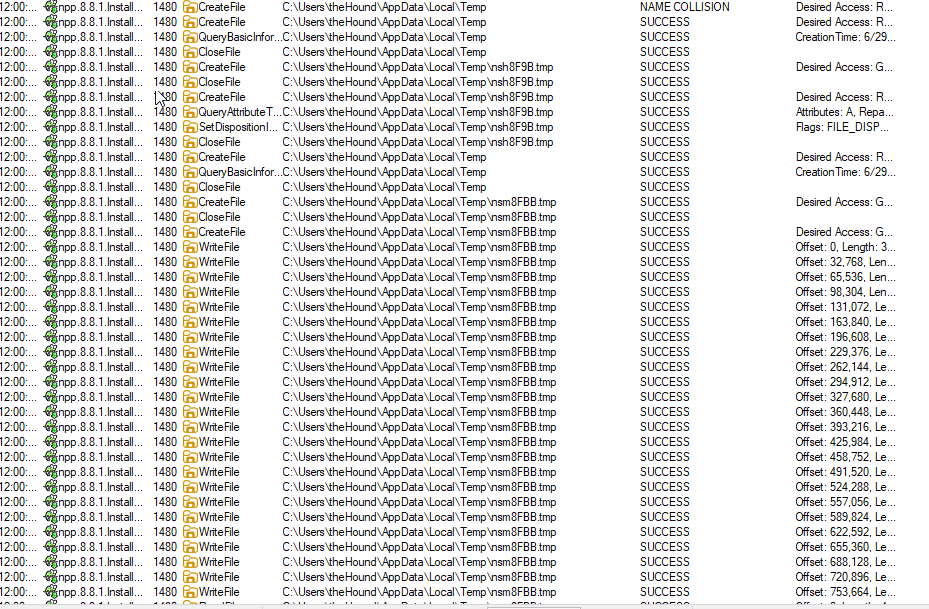 12:00:... npp.8.8.1.Install... 1480 CreateFile C:\Users\theHound\AppData\Local\Temp NAME COLLISION Desired Access: R...
12:00:... npp.8.8.1.Install... 1480 CreateFile C:\Users\theHound\AppData\Local\Temp SUCCESS Desired Access: R...
12:00:... npp.8.8.1.Install... 1480 QueryBasicInfor... C:\Users\theHound\AppData\Local\Temp SUCCESS CreationTime: 6/29...
12:00:... npp.8.8.1.Install... 1480 CloseFile C:\Users\theHound\AppData\Local\Temp SUCCESS
12:00:... npp.8.8.1.Install... 1480 CreateFile C:\Users\theHound\AppData\Local\Temp\nsh8F9B.tmp SUCCESS Desired Access: G...
12:00:... npp.8.8.1.Install... 1480 CloseFile C:\Users\theHound\AppData\Local\Temp\nsh8F9B.tmp SUCCESS
12:00:... npp.8.8.1.Install... 1480 CreateFile C:\Users\theHound\AppData\Local\Temp\nsh8F9B.tmp SUCCESS Desired Access: R...
12:00:... npp.8.8.1.Install... 1480 QueryAttributeT... C:\Users\theHound\AppData\Local\Temp\nsh8F9B.tmp SUCCESS Attributes: A, Repa...
12:00:... npp.8.8.1.Install... 1480 SetDispositionI... C:\Users\theHound\AppData\Local\Temp\nsh8F9B.tmp SUCCESS Flags: FILE_DISP...
12:00:... npp.8.8.1.Install... 1480 CloseFile C:\Users\theHound\AppData\Local\Temp\nsh8F9B.tmp SUCCESS
12:00:... npp.8.8.1.Install... 1480 CreateFile C:\Users\theHound\AppData\Local\Temp SUCCESS Desired Access: R...
12:00:... npp.8.8.1.Install... 1480 QueryBasicInfor... C:\Users\theHound\AppData\Local\Temp SUCCESS CreationTime: 6/29...
12:00:... npp.8.8.1.Install... 1480 CloseFile C:\Users\theHound\AppData\Local\Temp SUCCESS
12:00:... npp.8.8.1.Install... 1480 CreateFile C:\Users\theHound\AppData\Local\Temp\nsm8FBB.tmp SUCCESS Desired Access: G...
12:00:... npp.8.8.1.Install... 1480 CloseFile C:\Users\theHound\AppData\Local\Temp\nsm8FBB.tmp SUCCESS
12:00:... npp.8.8.1.Install... 1480 CreateFile C:\Users\theHound\AppData\Local\Temp\nsm8FBB.tmp SUCCESS Desired Access: G...
12:00:... npp.8.8.1.Install... 1480 WriteFile C:\Users\theHound\AppData\Local\Temp\nsm8FBB.tmp SUCCESS Offset: 0, Length: 3...
12:00:... npp.8.8.1.Install... 1480 WriteFile C:\Users\theHound\AppData\Local\Temp\nsm8FBB.tmp SUCCESS Offset: 32,768, Len...
12:00:... npp.8.8.1.Install... 1480 WriteFile C:\Users\theHound\AppData\Local\Temp\nsm8FBB.tmp SUCCESS Offset: 65,536, Len...
12:00:... npp.8.8.1.Install... 1480 WriteFile C:\Users\theHound\AppData\Local\Temp\nsm8FBB.tmp SUCCESS Offset: 98,304, Len...
12:00:... npp.8.8.1.Install... 1480 WriteFile C:\Users\theHound\AppData\Local\Temp\nsm8FBB.tmp SUCCESS Offset: 131,072, Le...
12:00:... npp.8.8.1.Install... 1480 WriteFile C:\Users\theHound\AppData\Local\Temp\nsm8FBB.tmp SUCCESS Offset: 163,840, Le...
12:00:... npp.8.8.1.Install... 1480 WriteFile C:\Users\theHound\AppData\Local\Temp\nsm8FBB.tmp SUCCESS Offset: 196,608, Le...
12:00:... npp.8.8.1.Install... 1480 WriteFile C:\Users\theHound\AppData\Local\Temp\nsm8FBB.tmp SUCCESS Offset: 229,376, Le...
12:00:... npp.8.8.1.Install... 1480 WriteFile C:\Users\theHound\AppData\Local\Temp\nsm8FBB.tmp SUCCESS Offset: 262,144, Le...
12:00:... npp.8.8.1.Install... 1480 WriteFile C:\Users\theHound\AppData\Local\Temp\nsm8FBB.tmp SUCCESS Offset: 294,912, Le...
12:00:... npp.8.8.1.Install... 1480 WriteFile C:\Users\theHound\AppData\Local\Temp\nsm8FBB.tmp SUCCESS Offset: 327,680, Le...
12:00:... npp.8.8.1.Install... 1480 WriteFile C:\Users\theHound\AppData\Local\Temp\nsm8FBB.tmp SUCCESS Offset: 360,448, Le...
12:00:... npp.8.8.1.Install... 1480 WriteFile C:\Users\theHound\AppData\Local\Temp\nsm8FBB.tmp SUCCESS Offset: 393,216, Le...
12:00:... npp.8.8.1.Install... 1480 WriteFile C:\Users\theHound\AppData\Local\Temp\nsm8FBB.tmp SUCCESS Offset: 425,984, Le...
12:00:... npp.8.8.1.Install... 1480 WriteFile C:\Users\theHound\AppData\Local\Temp\nsm8FBB.tmp SUCCESS Offset: 458,752, Le...
12:00:... npp.8.8.1.Install... 1480 WriteFile C:\Users\theHound\AppData\Local\Temp\nsm8FBB.tmp SUCCESS Offset: 491,520, Le...
12:00:... npp.8.8.1.Install... 1480 WriteFile C:\Users\theHound\AppData\Local\Temp\nsm8FBB.tmp SUCCESS Offset: 524,288, Le...
12:00:... npp.8.8.1.Install... 1480 WriteFile C:\Users\theHound\AppData\Local\Temp\nsm8FBB.tmp SUCCESS Offset: 557,056, Le...
12:00:... npp.8.8.1.Install... 1480 WriteFile C:\Users\theHound\AppData\Local\Temp\nsm8FBB.tmp SUCCESS Offset: 589,824, Le...
12:00:... npp.8.8.1.Install... 1480 WriteFile C:\Users\theHound\AppData\Local\Temp\nsm8FBB.tmp SUCCESS Offset: 622,592, Le...
12:00:... npp.8.8.1.Install... 1480 WriteFile C:\Users\theHound\AppData\Local\Temp\nsm8FBB.tmp SUCCESS Offset: 655,360, Le...
12:00:... npp.8.8.1.Install... 1480 WriteFile C:\Users\theHound\AppData\Local\Temp\nsm8FBB.tmp SUCCESS Offset: 688,128, Le...
12:00:... npp.8.8.1.Install... 1480 WriteFile C:\Users\theHound\AppData\Local\Temp\nsm8FBB.tmp SUCCESS Offset: 720,896, Le...
12:00:... npp.8.8.1.Install... 1480 WriteFile C:\Users\theHound\AppData\Local\Temp\nsm8FBB.tmp SUCCESS Offset: 753,664, Le...